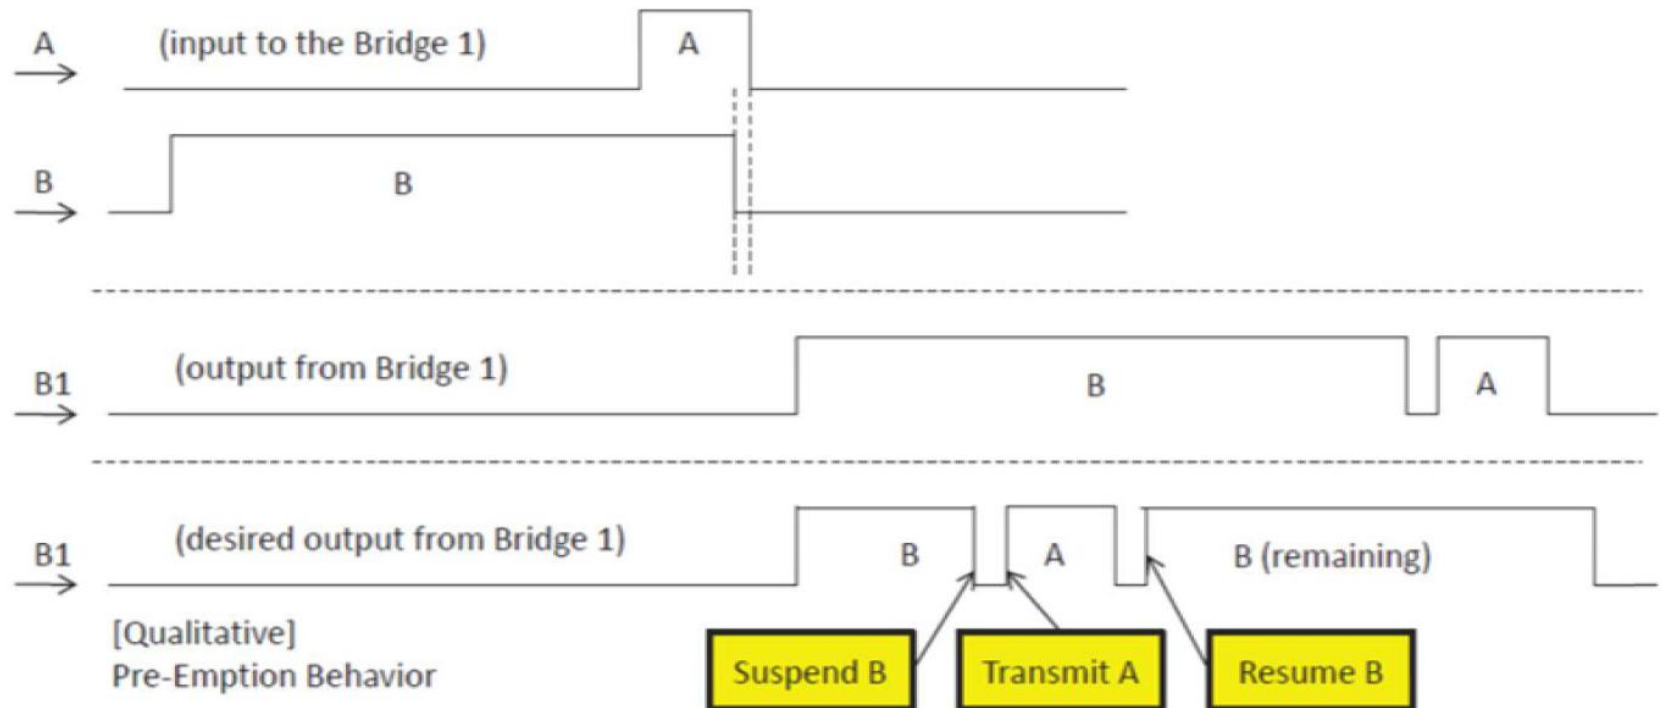 A
(input to the Bridge 1)
A
B
B
B1
(output from Bridge 1)
B
A
B1
(desired output from Bridge 1)
B
A
B (remaining)
[Qualitative]
Pre-Emption Behavior
Suspend B
Transmit A
Resume B